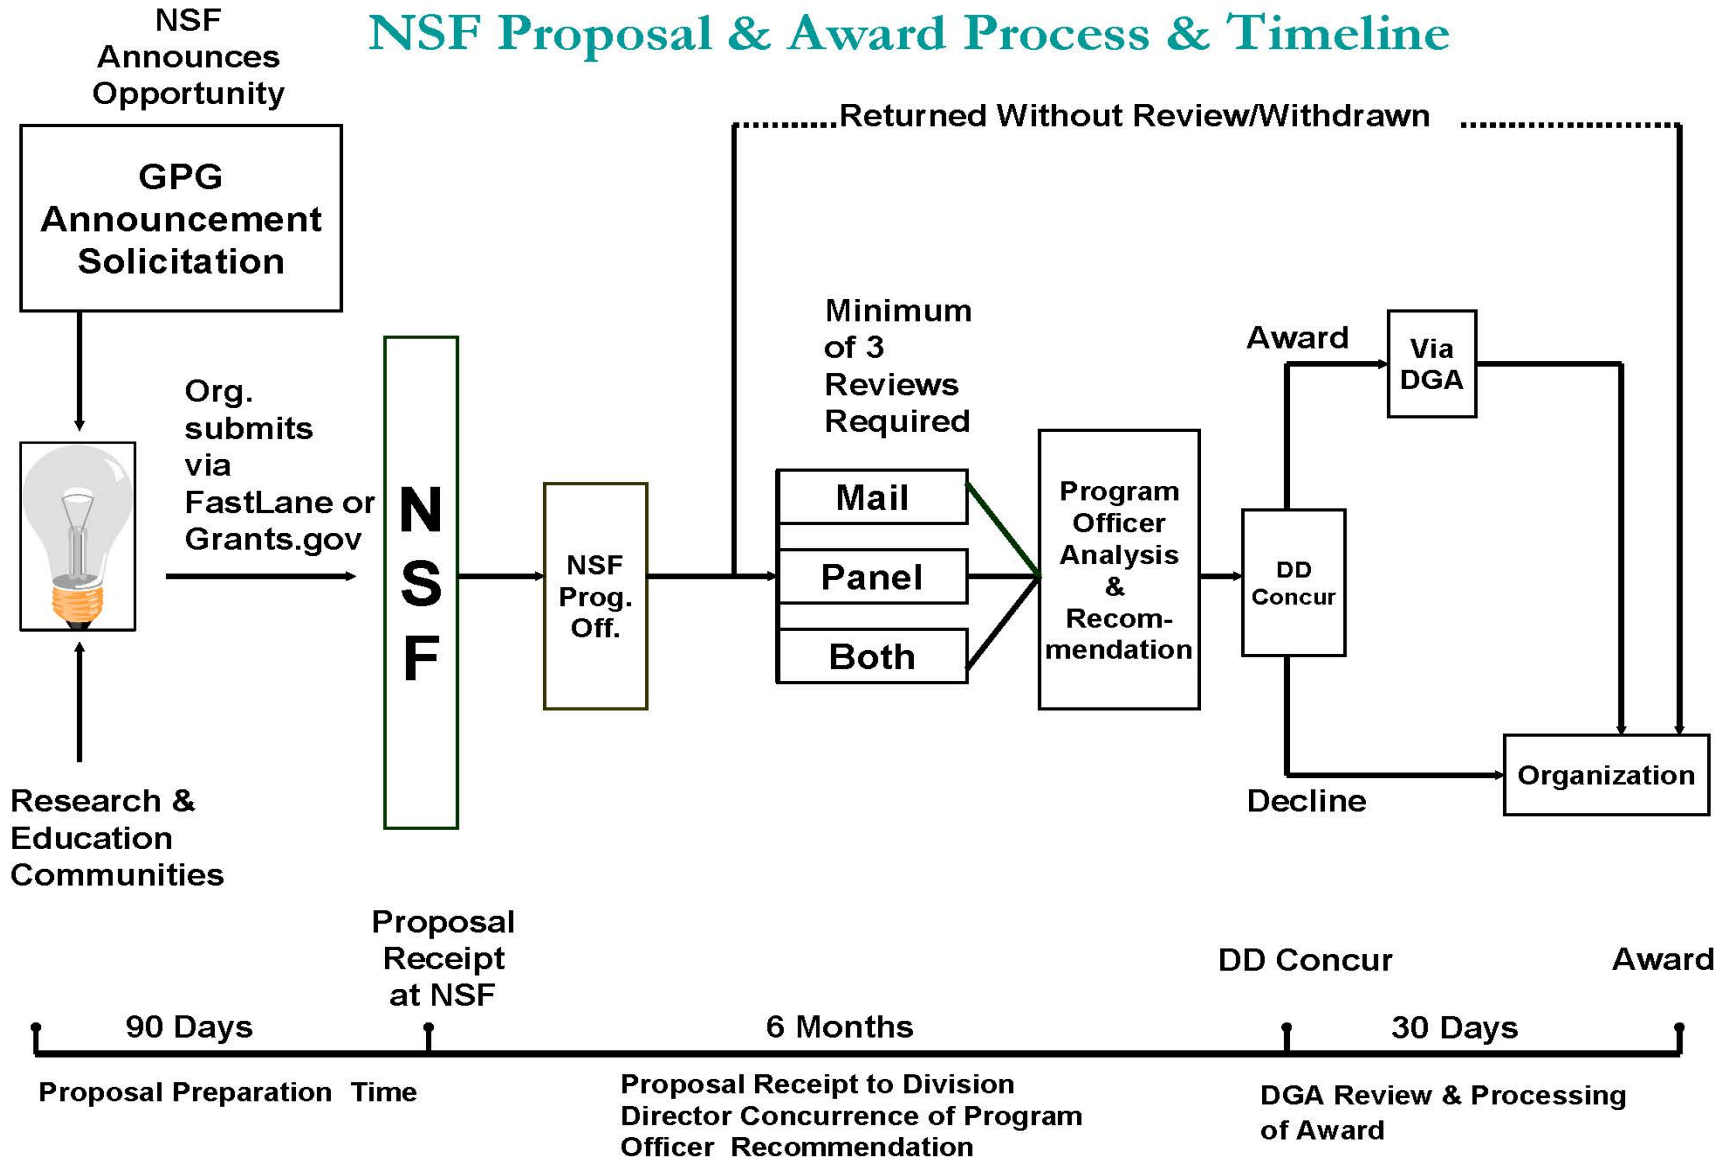 NSF Proposal & Award Process & Timeline
NSF
Announces
Opportunity
GPG
Announcement
Solicitation
Returned Without Review/Withdrawn
Org.
submits
via
FastLane or
Grants.gov
N
S
F
NSF
Prog.
Off.
Minimum
of 3
Reviews
Required
Mail
Panel
Both
Program
Officer
Analysis
&
Recom-
mendation
DD
Concur
Award
Via
DGA
Decline
Organization
Research &
Education
Communities
Proposal
Receipt
at NSF
DD Concur
Award
90 Days
6 Months
30 Days
Proposal Preparation Time
Proposal Receipt to Division
Director Concurrence of Program
Officer Recommendation
DGA Review & Processing
of Award